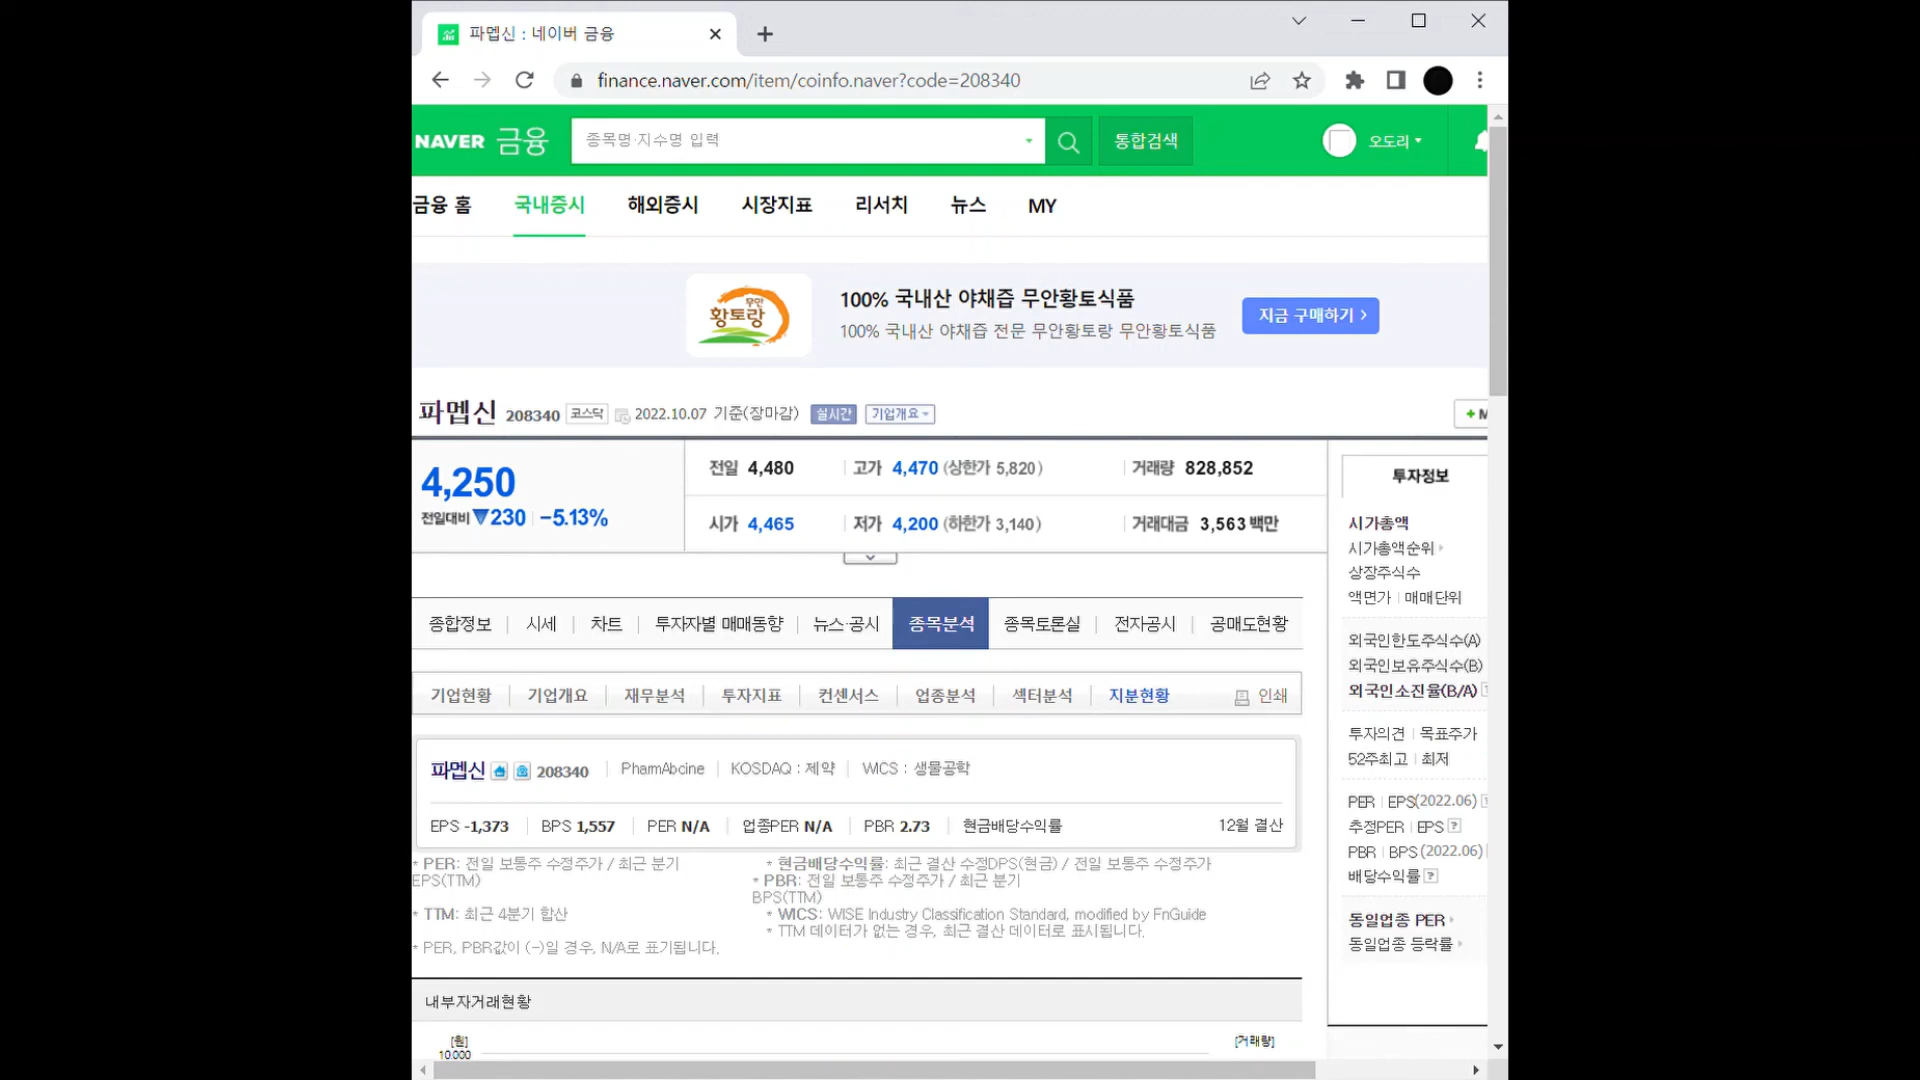 파멥신 : 네이버 금융
finance.naver.com/item/coinfo.naver?code=208340
NAVER 금융
종목명·지수명 입력
통합검색
오도리
금융 홈
국내증시
해외증시
시장지표
리서치
뉴스
MY
무안
황토랑
100% 국내산 야채즙 무안황토식품
100% 국내산 야채즙 전문 무안황토랑 무안황토식품
지금 구매하기 >
파멥신 208340 코스닥 2022.10.07 기준(장마감) 실시간 기업개요
+ M
4,250
전일대비 ▼230 -5.13%
전일 4,480 고가 4,470 (상한가 5,820) 거래량 828,852
시가 4,465 저가 4,200 (하한가 3,140) 거래대금 3,563 백만
종합정보 시세 차트 투자자별 매매동향 뉴스·공시 종목분석 종목토론실 전자공시 공매도현황
기업현황 기업개요 재무분석 투자지표 컨센서스 업종분석 섹터분석 지분현황 인쇄
파멥신 208340 PharmAbcine KOSDAQ : 제약 WICS : 생물공학
EPS -1,373 BPS 1,557 PER N/A 업종PER N/A PBR 2.73 현금배당수익률 12월 결산
* PER: 전일 보통주 수정주가 / 최근 분기
EPS(TTM)
* 현금배당수익률: 최근 결산 수정DPS(현금) / 전일 보통주 수정주가
* PBR: 전일 보통주 수정주가 / 최근 분기
BPS(TTM)
* TTM: 최근 4분기 합산
* WICS: WISE Industry Classification Standard, modified by FnGuide
* TTM 데이터가 없는 경우, 최근 결산 데이터로 표시됩니다.
* PER, PBR값이 (-)일 경우, N/A로 표기됩니다.
내부자거래현황
[원]
10,000
[거래량]
투자정보
시가총액
시가총액순위
상장주식수
액면가 | 매매단위
외국인한도주식수(A)
외국인보유주식수(B)
외국인소진율(B/A)
투자의견 | 목표주가
52주최고 | 최저
PER | EPS(2022.06)
추정PER | EPS ?
PBR | BPS (2022.06)
배당수익률 ?
동일업종 PER
동일업종 등락률